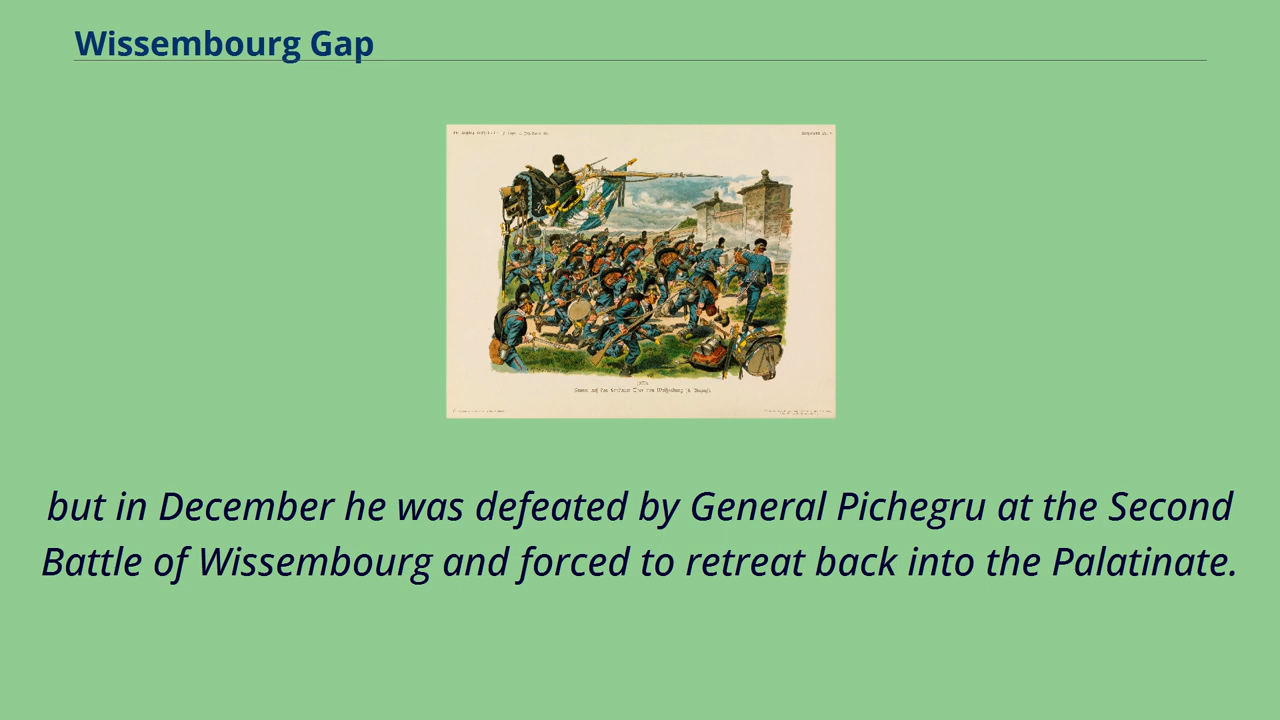 Wissembourg Gap
but in December he was defeated by General Pichegru at the Second
Battle of Wissembourg and forced to retreat back into the Palatinate.